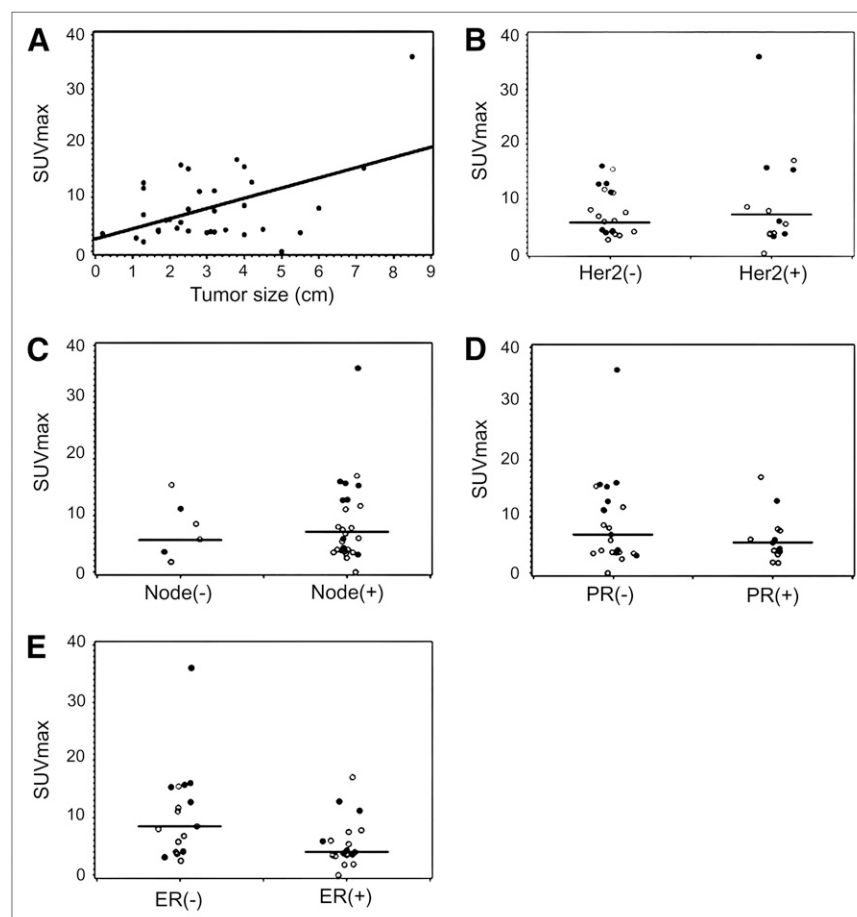 A
SUVmax
40
30
20
10
0
0 1 2 3 4 5 6 7 8 9
Tumor size (cm)
B
SUVmax
40
30
20
10
0
Her2(-) Her2(+)
C
SUVmax
40
30
20
10
0
Node(-) Node(+)
D
SUVmax
40
30
20
10
0
PR(-) PR(+)
E
SUVmax
40
30
20
10
0
ER(-) ER(+)